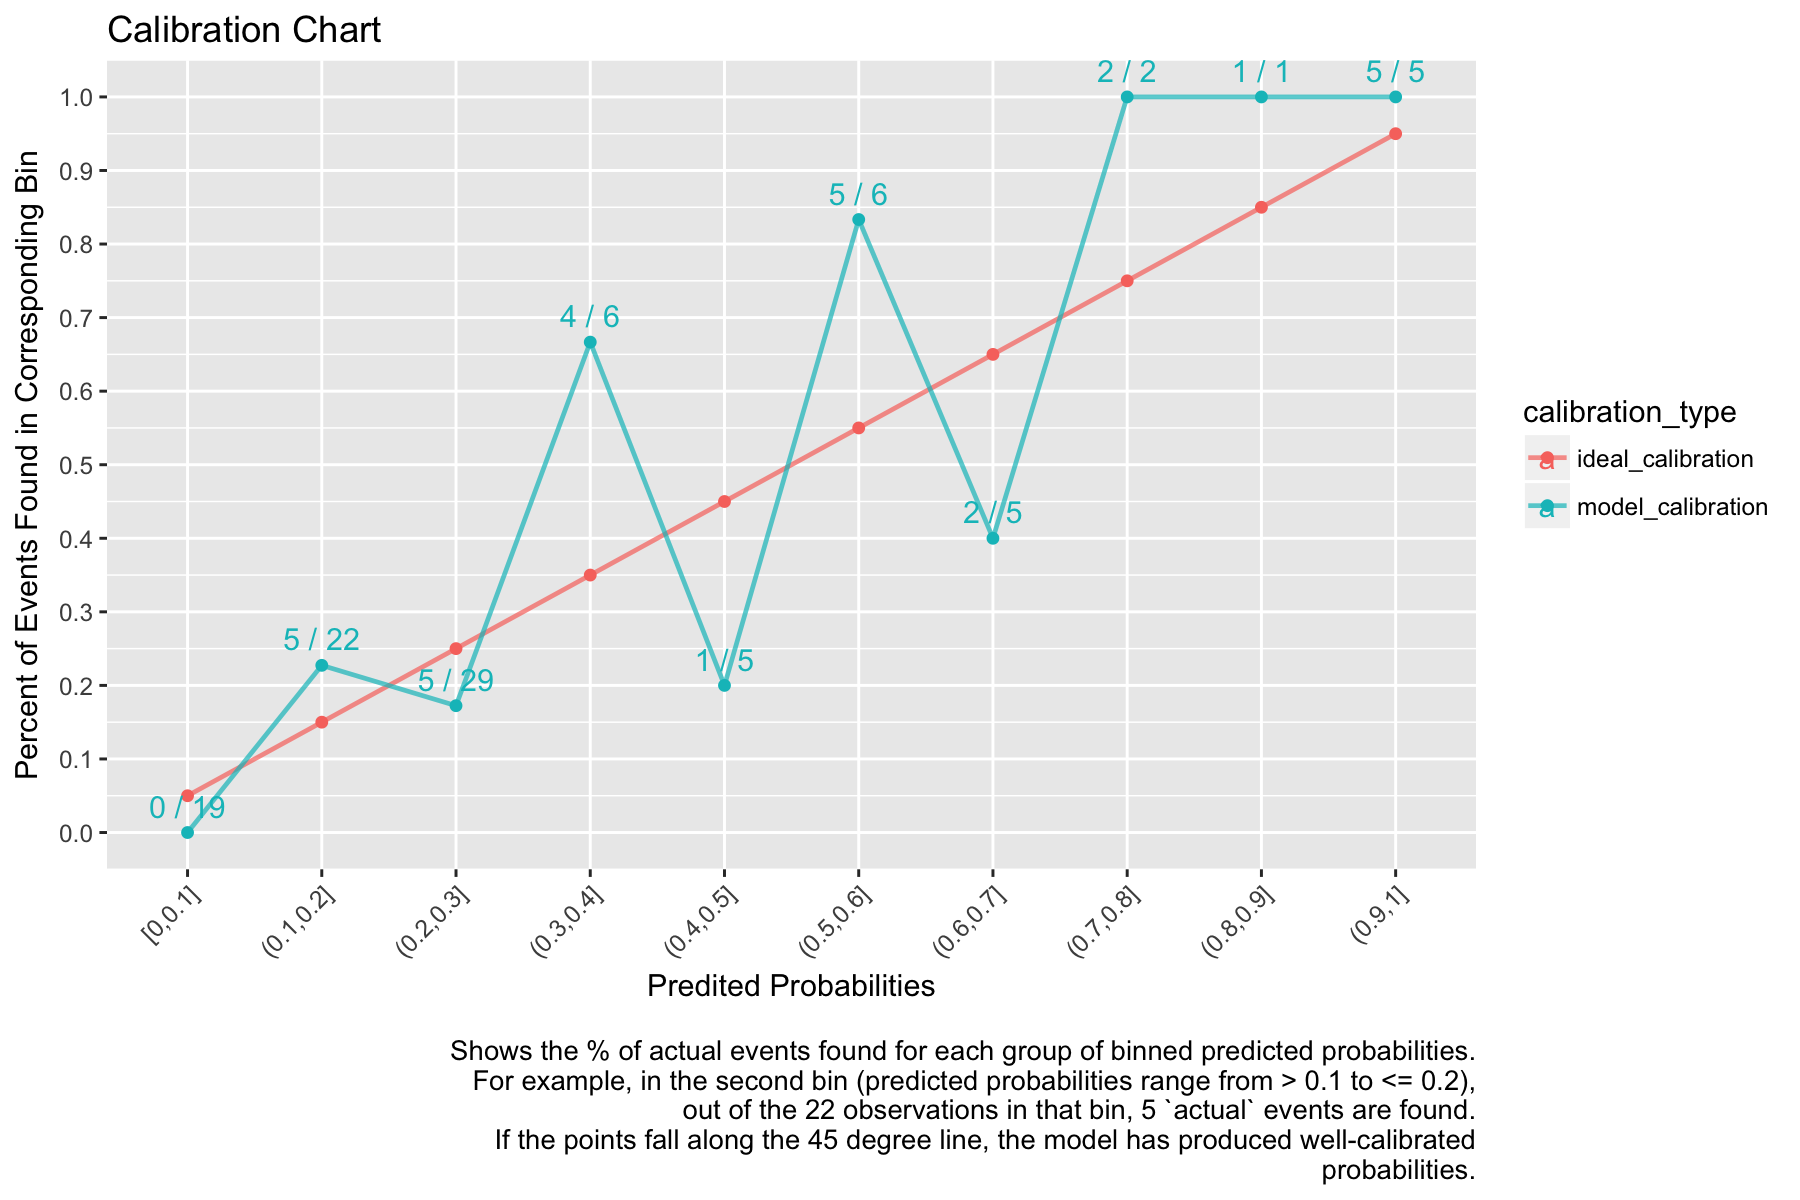 Calibration Chart
Percent of Events Found in Corresponding Bin
1.0
0.9
0.8
0.7
0.6
0.5
0.4
0.3
0.2
0.1
0.0
0 / 19
5 / 22
5 / 29
4 / 6
1 / 5
5 / 6
2 / 5
2 / 2
1 / 1
5 / 5
[0,0.1]
(0.1,0.2]
(0.2,0.3]
(0.3,0.4]
(0.4,0.5]
(0.5,0.6]
(0.6,0.7]
(0.7,0.8]
(0.8,0.9]
(0.9,1]
Predited Probabilities
calibration_type
a ideal_calibration
a model_calibration
Shows the % of actual events found for each group of binned predicted probabilities.
For example, in the second bin (predicted probabilities range from > 0.1 to <= 0.2),
out of the 22 observations in that bin, 5 `actual` events are found.
If the points fall along the 45 degree line, the model has produced well-calibrated
probabilities.